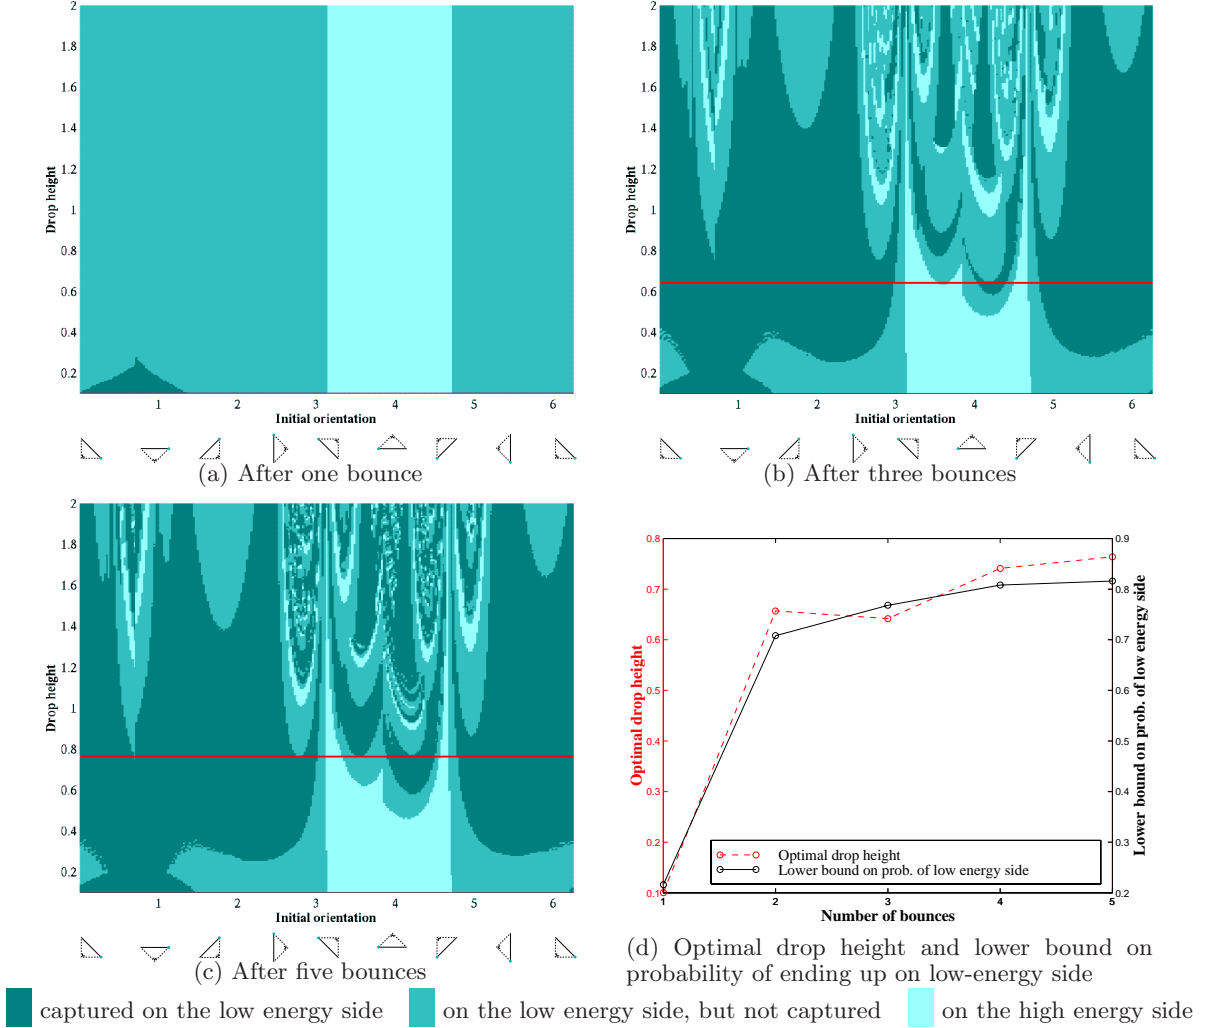 2
1.8
1.6
1.4
1.2
1
0.8
0.6
0.4
0.2
Drop height
1 2 3 4 5 6
Initial orientation
(a) After one bounce
2
1.8
1.6
1.4
1.2
1
0.8
0.6
0.4
0.2
Drop height
1 2 3 4 5 6
Initial orientation
(b) After three bounces
2
1.8
1.6
1.4
1.2
1
0.8
0.6
0.4
0.2
Drop height
1 2 3 4 5 6
Initial orientation
(c) After five bounces
0.8
0.7
0.6
0.5
0.4
0.3
0.2
0.1
Optimal drop height
0.9
0.8
0.7
0.6
0.5
0.4
0.3
0.2
Lower bound on prob. of low energy side
Optimal drop height
Lower bound on prob. of low energy side
1 2 3 4 5
Number of bounces
(d) Optimal drop height and lower bound on
probability of ending up on low-energy side
captured on the low energy side on the low energy side, but not captured on the high energy side